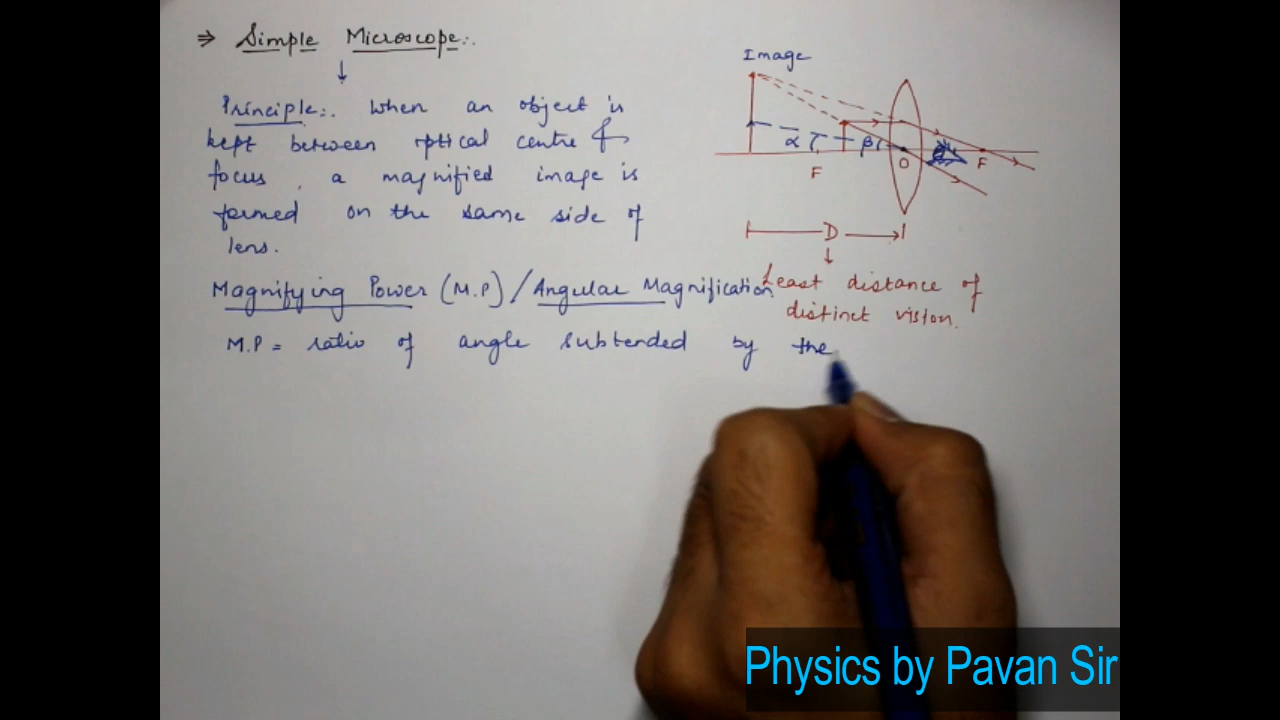 ⇒ Simple Microscope:.
↓
Principle:. When an object is
kept between optical centre &
focus, a magnified image is
formed on the same side of
lens.
Image
α β O F
F
D
↓
Least distance of
distinct vision.
Magnifying Power (M.P) / Angular Magnification
M.P = ratio of angle subtended by the
Physics by Pavan Sir